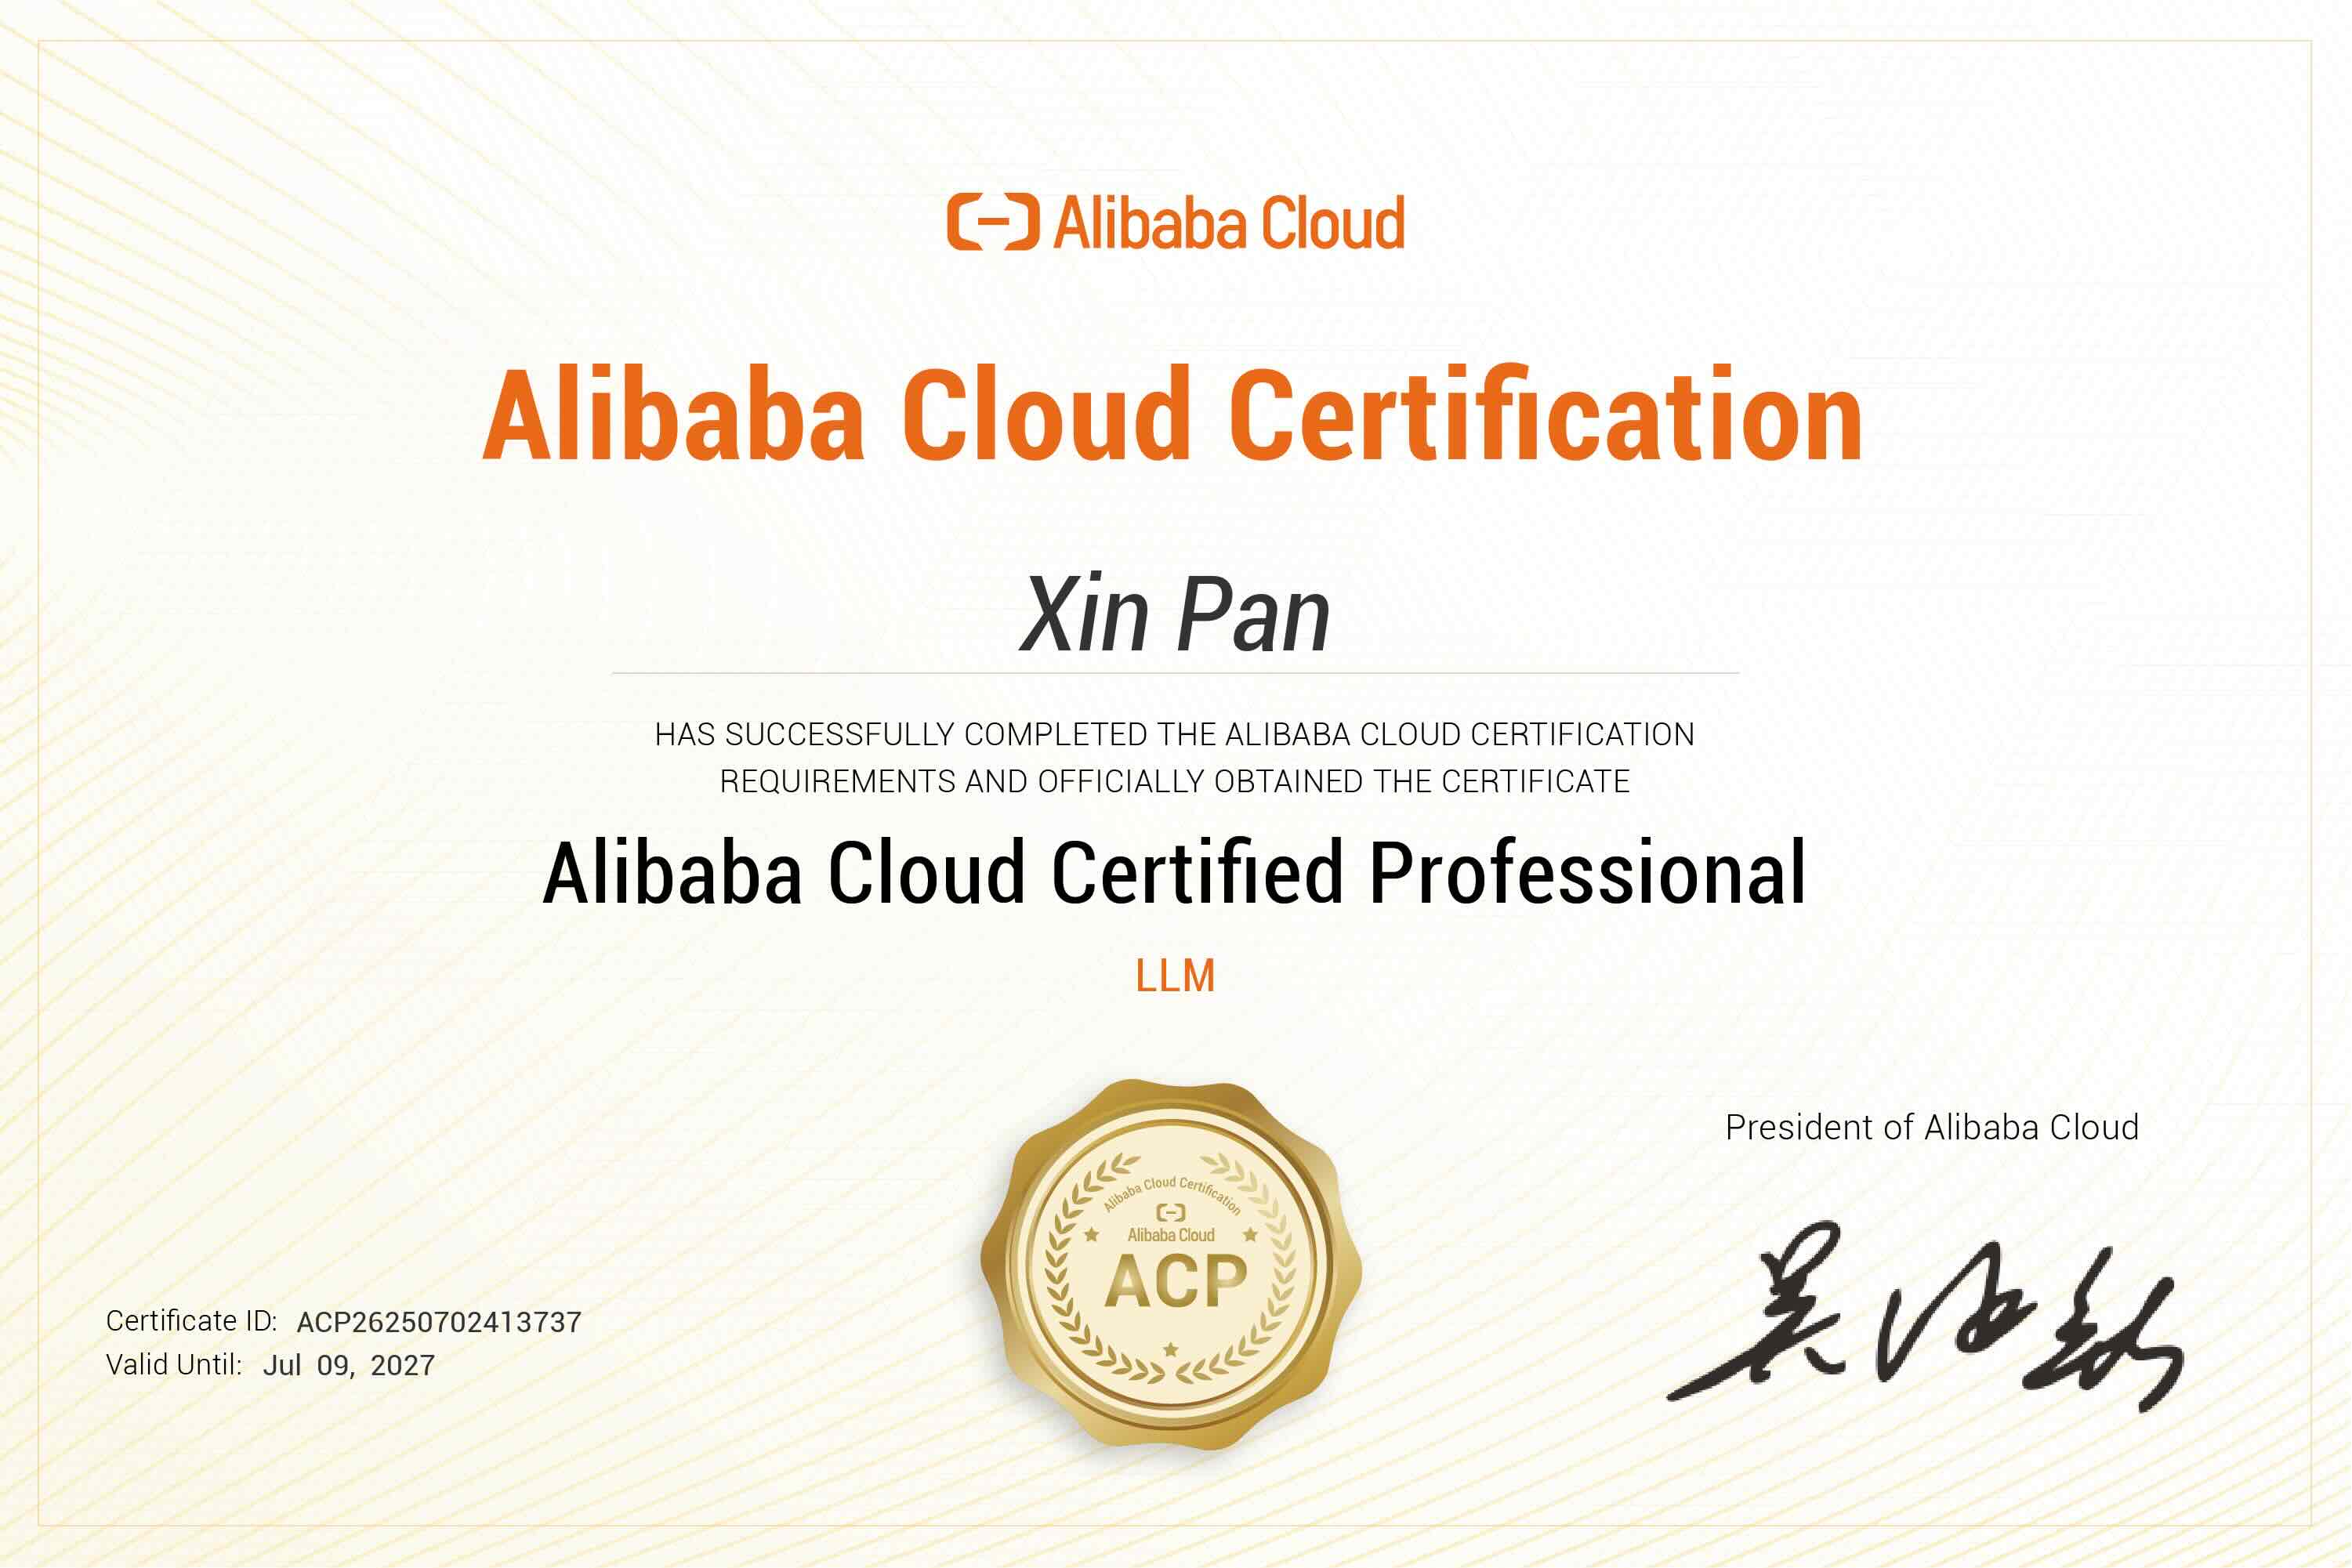 Alibaba Cloud
Alibaba Cloud Certification
Xin Pan
HAS SUCCESSFULLY COMPLETED THE ALIBABA CLOUD CERTIFICATION
REQUIREMENTS AND OFFICIALLY OBTAINED THE CERTIFICATE
Alibaba Cloud Certified Professional
LLM
President of Alibaba Cloud
Alibaba Cloud Certification
Alibaba Cloud
ACP
吴泳铭
Certificate ID: ACP26250702413737
Valid Until: Jul 09, 2027